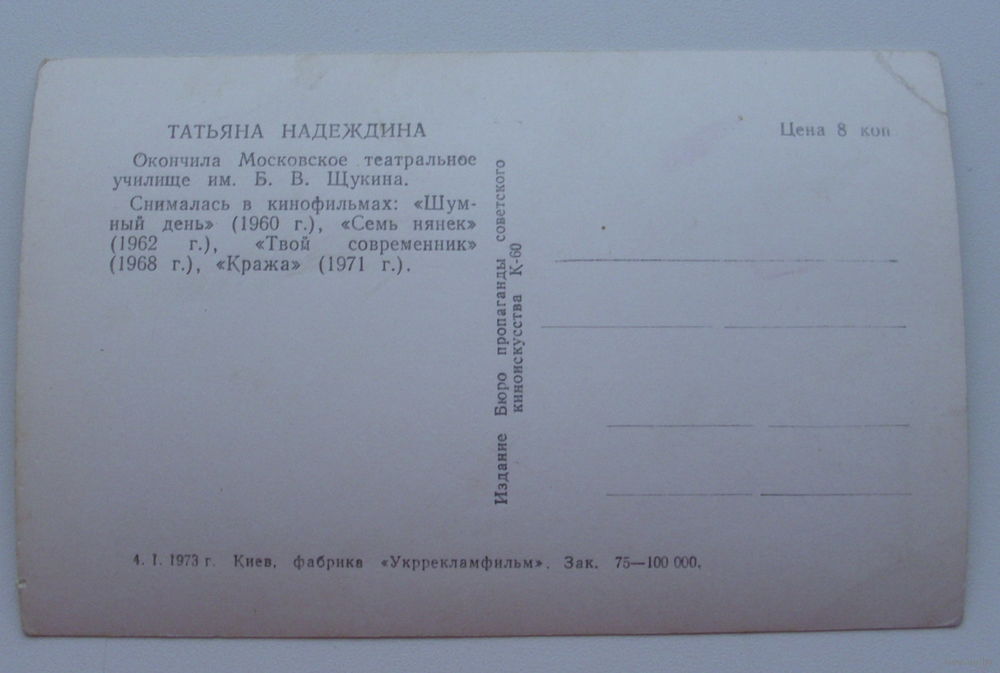 ТАТЬЯНА НАДЕЖДИНА
Окончила Московское театральное
училище им. Б. В. Щукина.
Снималась в кинофильмах: «Шум-
ный день» (1960 г.), «Семь нянек»
(1962 г.), «Твой современник»
(1968 г.), «Кража» (1971 г.).
Издание Бюро пропаганды советского
киноискусства К-60
Цена 8 коп
4. I. 1973 г. Киев, фабрика «Укррекламфильм». Зак. 75—100 000.